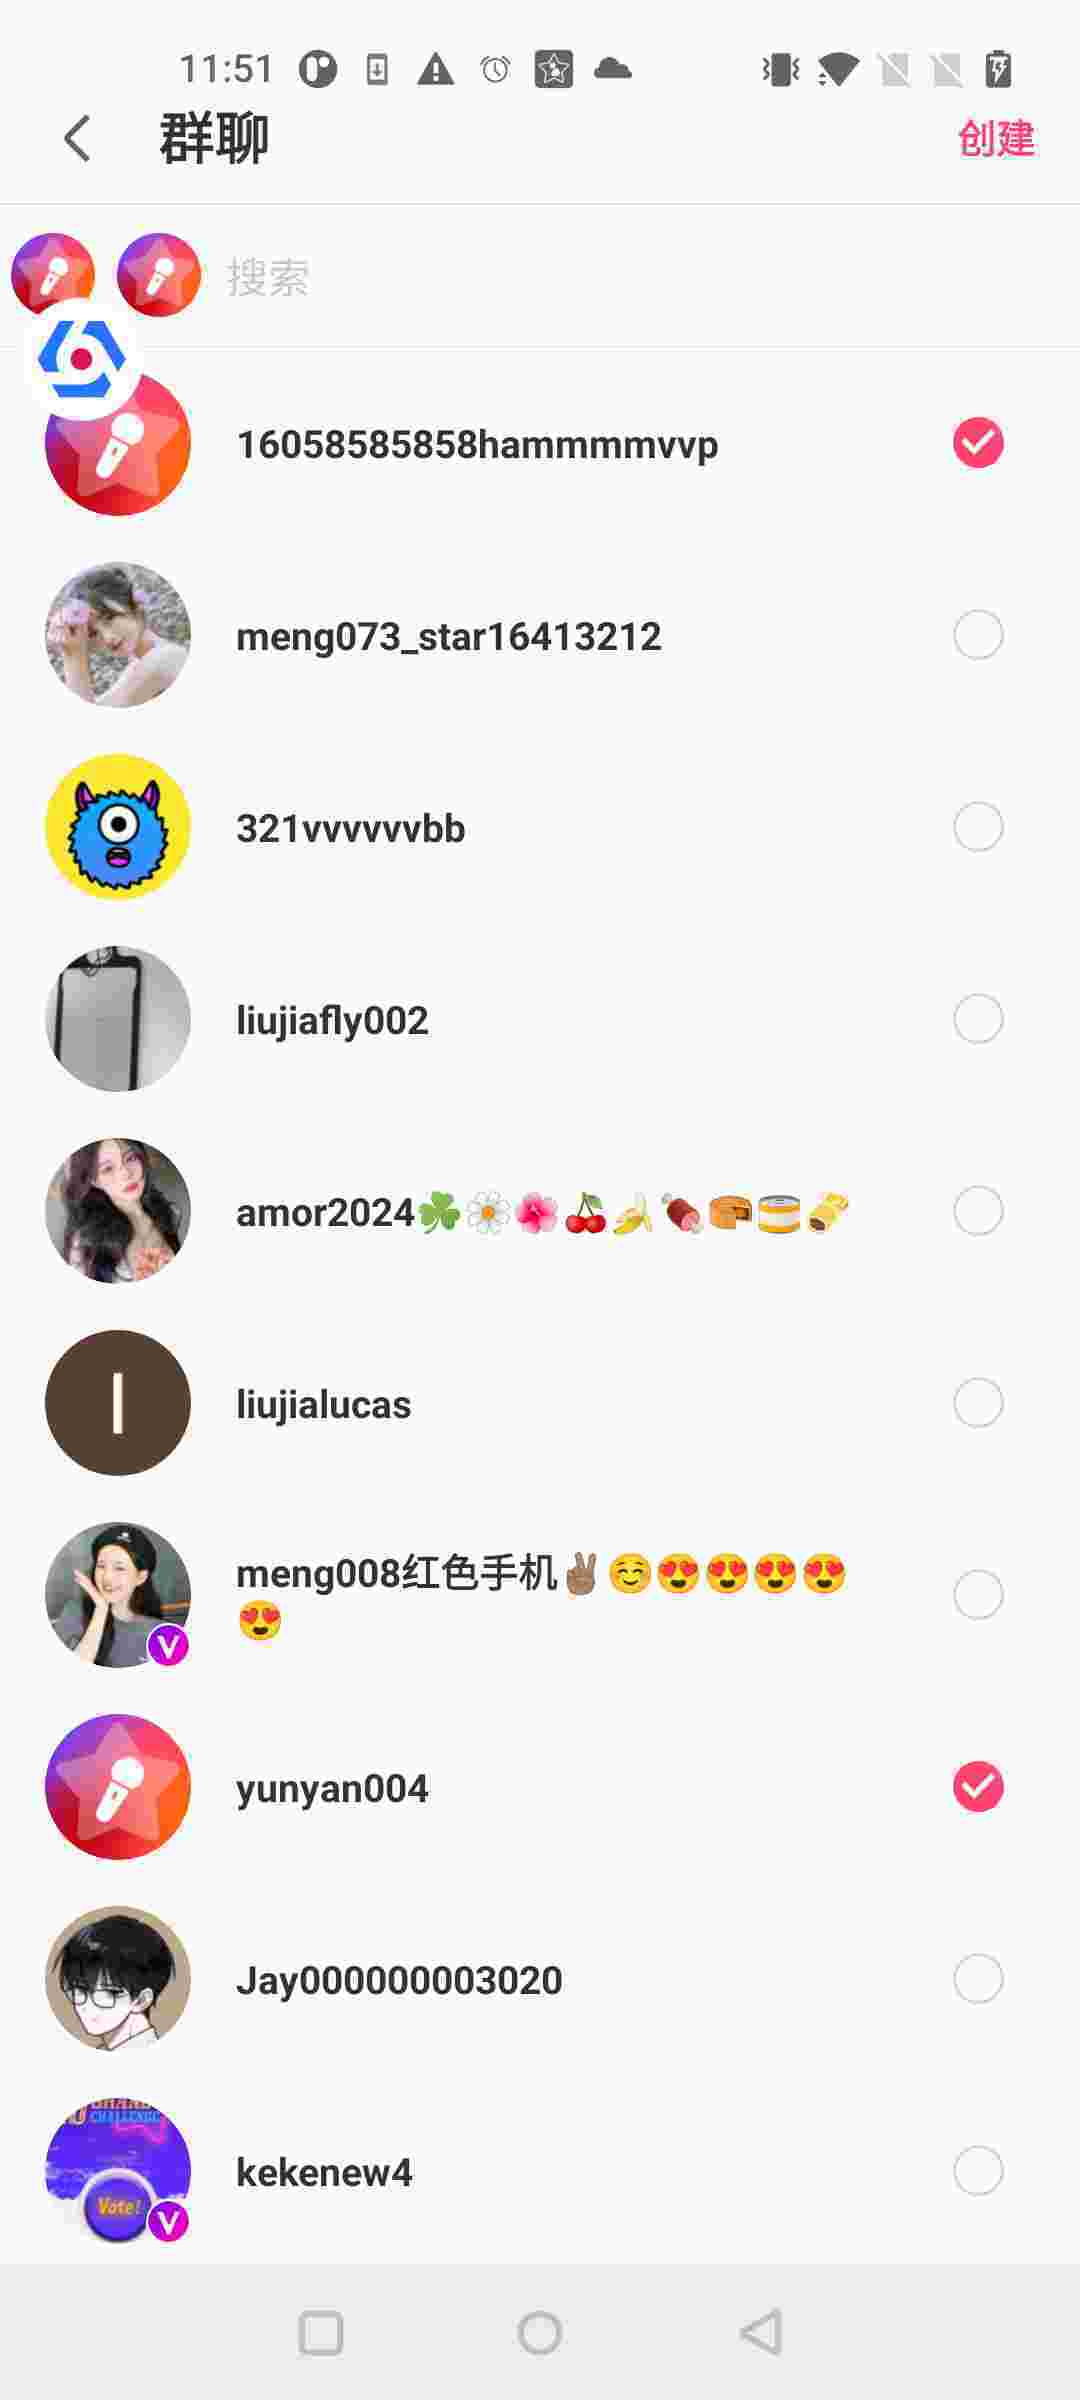 11:51
群聊
创建
搜索
16058585858hammmmvvp
meng073_star16413212
321vvvvvvbb
liujiafly002
amor2024☘️🌼🌺🍒🍌🍖🥮🥫🫔
l
liujialucas
meng008红色手机✌🏽☺️😍😍😍😍
😍
V
yunyan004
Jay000000003020
kekenew4
Vote!
V